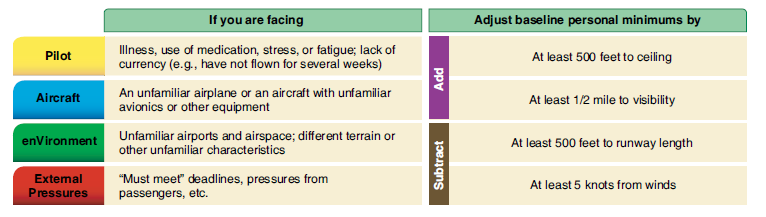 If you are facing
Adjust baseline personal minimums by
Pilot
Illness, use of medication, stress, or fatigue; lack of
currency (e.g., have not flown for several weeks)
Add
At least 500 feet to ceiling
Aircraft
An unfamiliar airplane or an aircraft with unfamiliar
avionics or other equipment
At least 1/2 mile to visibility
enVironment
Unfamiliar airports and airspace; different terrain or
other unfamiliar characteristics
Subtract
At least 500 feet to runway length
External
Pressures
“Must meet” deadlines, pressures from
passengers, etc.
At least 5 knots from winds